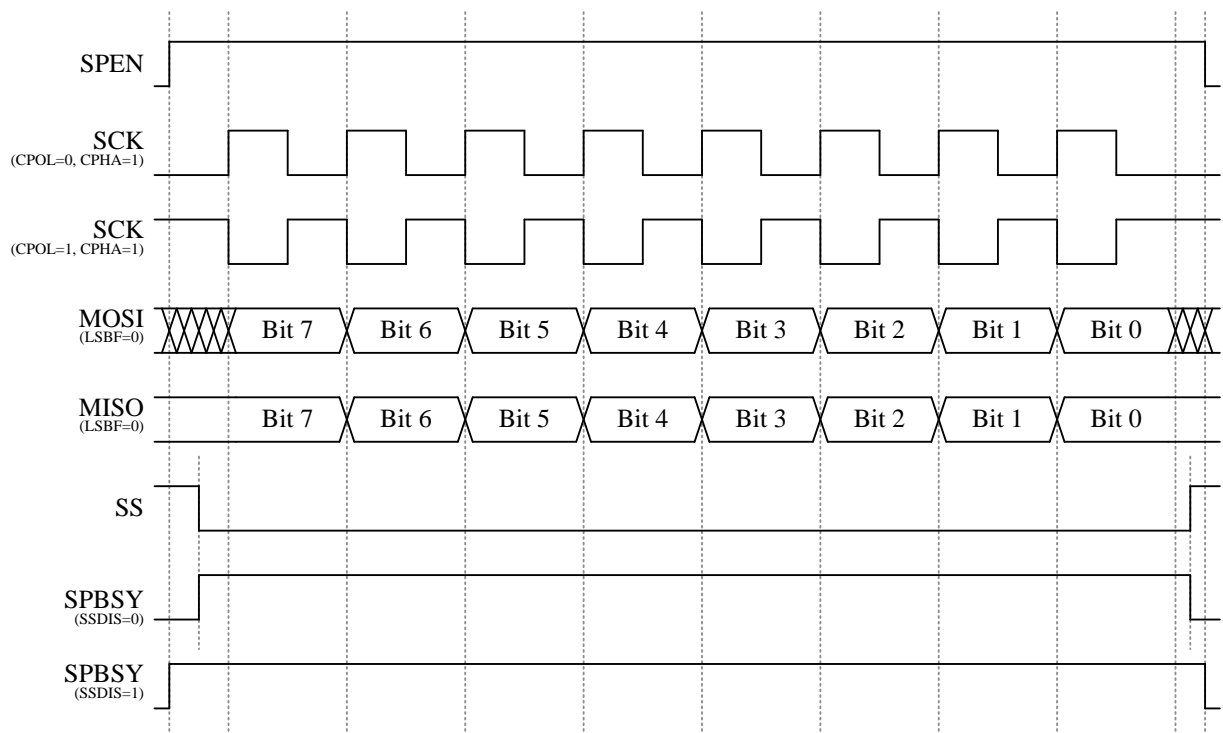 SPEN
SCK
(CPOL=0, CPHA=1)
SCK
(CPOL=1, CPHA=1)
MOSI
(LSBF=0)
Bit 7 Bit 6 Bit 5 Bit 4 Bit 3 Bit 2 Bit 1 Bit 0
MISO
(LSBF=0)
Bit 7 Bit 6 Bit 5 Bit 4 Bit 3 Bit 2 Bit 1 Bit 0
SS
SPBSY
(SSDIS=0)
SPBSY
(SSDIS=1)